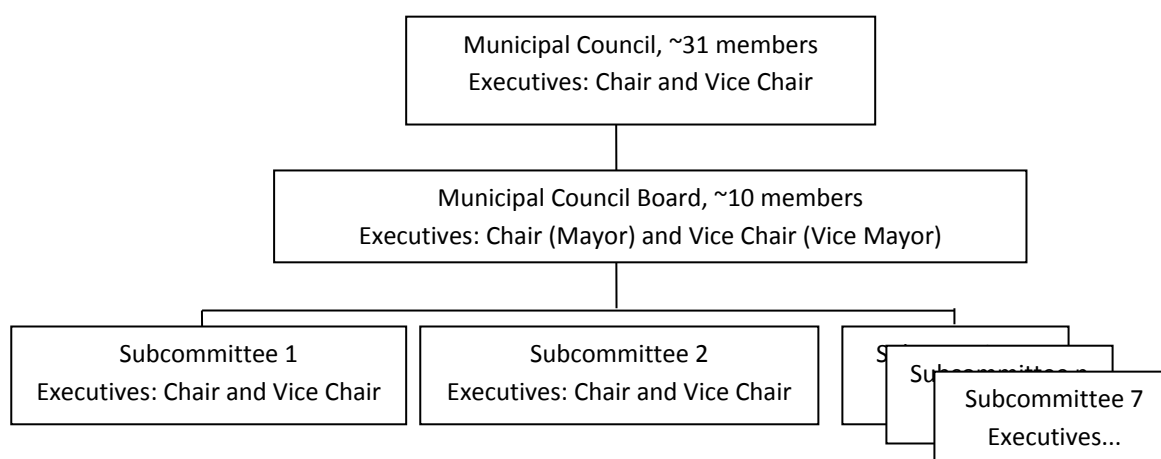 Municipal Council, ~31 members
Executives: Chair and Vice Chair
Municipal Council Board, ~10 members
Executives: Chair (Mayor) and Vice Chair (Vice Mayor)
Subcommittee 1
Executives: Chair and Vice Chair
Subcommittee 2
Executives: Chair and Vice Chair
Subcommittee 7
Executives...